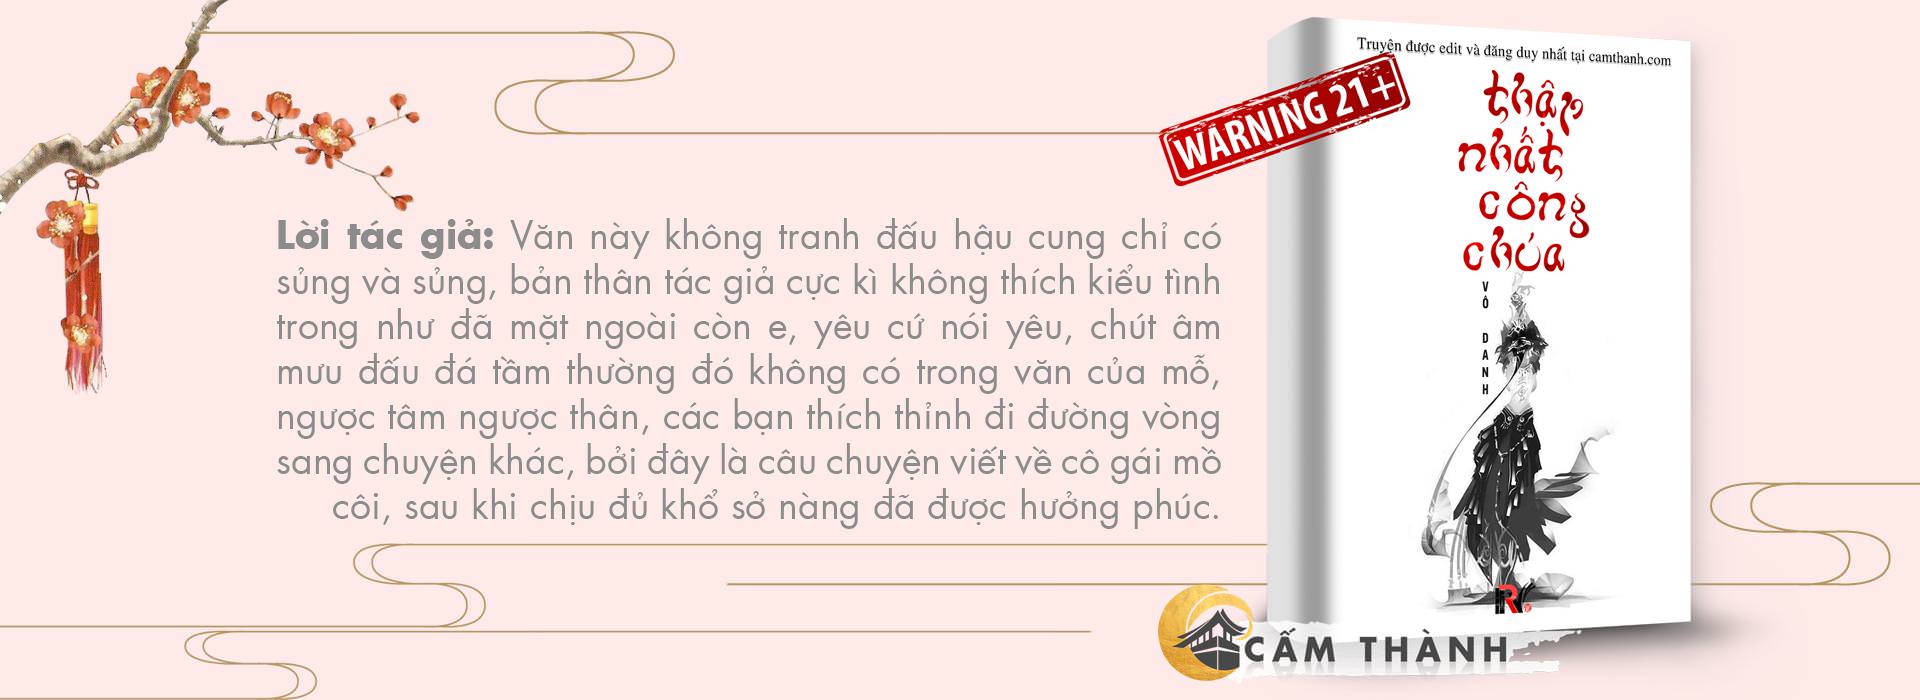 Truyện được edit và đăng duy nhất tại camthanh.com
WARNING 21+
thập
nhất
công
chúa
VÔ DANH
Lời tác giả: Văn này không tranh đấu hậu cung chỉ có
sủng và sủng, bản thân tác giả cực kì không thích kiểu tình
trong như đã mặt ngoài còn e, yêu cứ nói yêu, chút âm
mưu đấu đá tầm thường đó không có trong văn của mỗ,
ngược tâm ngược thân, các bạn thích thỉnh đi đường vòng
sang chuyện khác, bởi đây là câu chuyện viết về cô gái mồ
côi, sau khi chịu đủ khổ sở nàng đã được hưởng phúc.
CẤM THÀNH